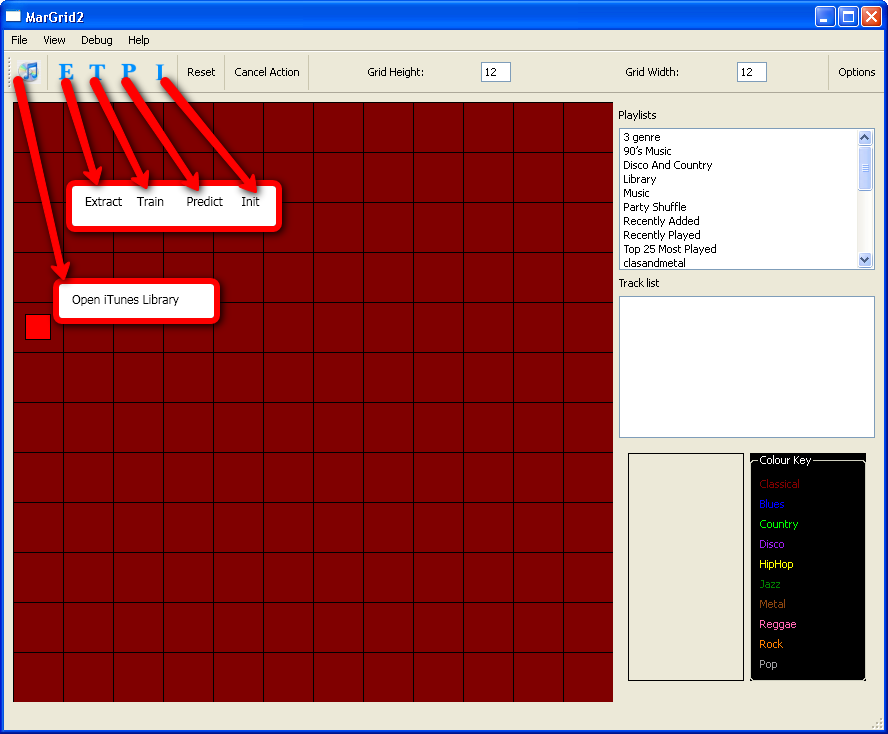 MarGrid2
File View Debug Help
E T P I Reset Cancel Action Grid Height: 12 Grid Width: 12 Options
Playlists
3 genre
90's Music
Disco And Country
Library
Music
Party Shuffle
Recently Added
Recently Played
Top 25 Most Played
clasandmetal
Extract Train Predict Init
Track list
Open iTunes Library
Colour Key
Classical
Blues
Country
Disco
HipHop
Jazz
Metal
Reggae
Rock
Pop